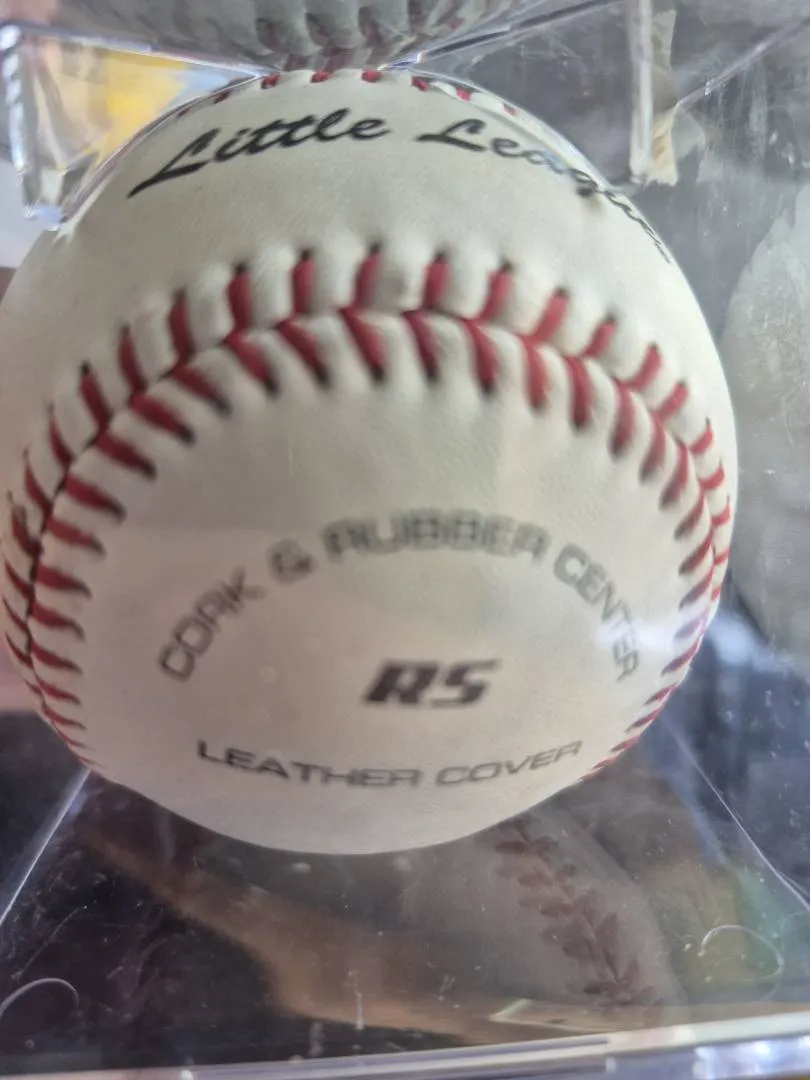 Little League
CORK & RUBBER CENTER
RS
LEATHER COVER